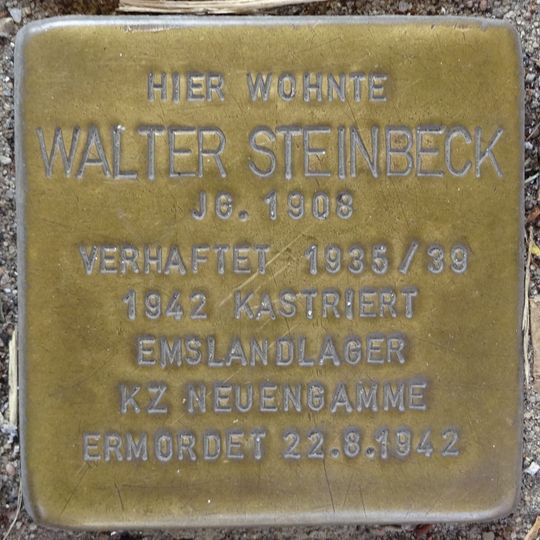 HIER WOHNTE
WALTER STEINBECK
JG. 1908
VERHAFTET 1935/39
1942 KASTRIERT
EMSLANDLAGER
KZ NEUENGAMME
ERMORDET 22.8.1942